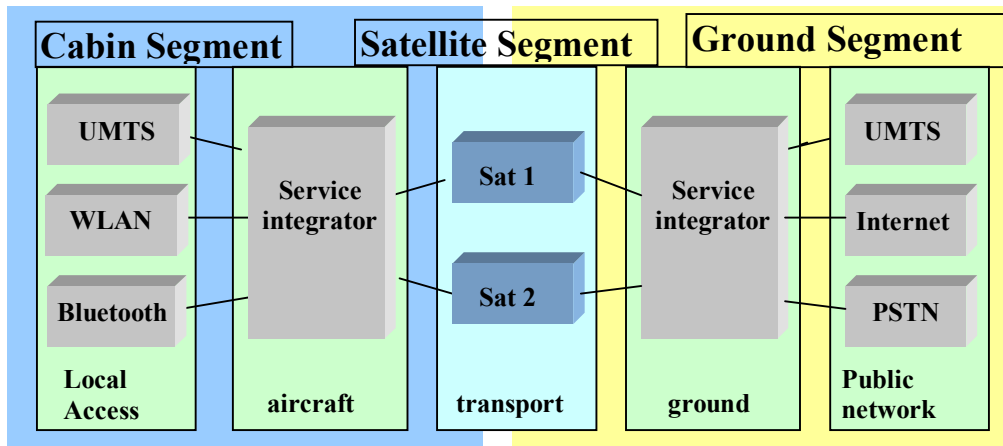 Cabin Segment
Satellite Segment
Ground Segment
UMTS
WLAN
Bluetooth
Local
Access
Service
integrator
aircraft
Sat 1
Sat 2
transport
Service
integrator
ground
UMTS
Internet
PSTN
Public
network